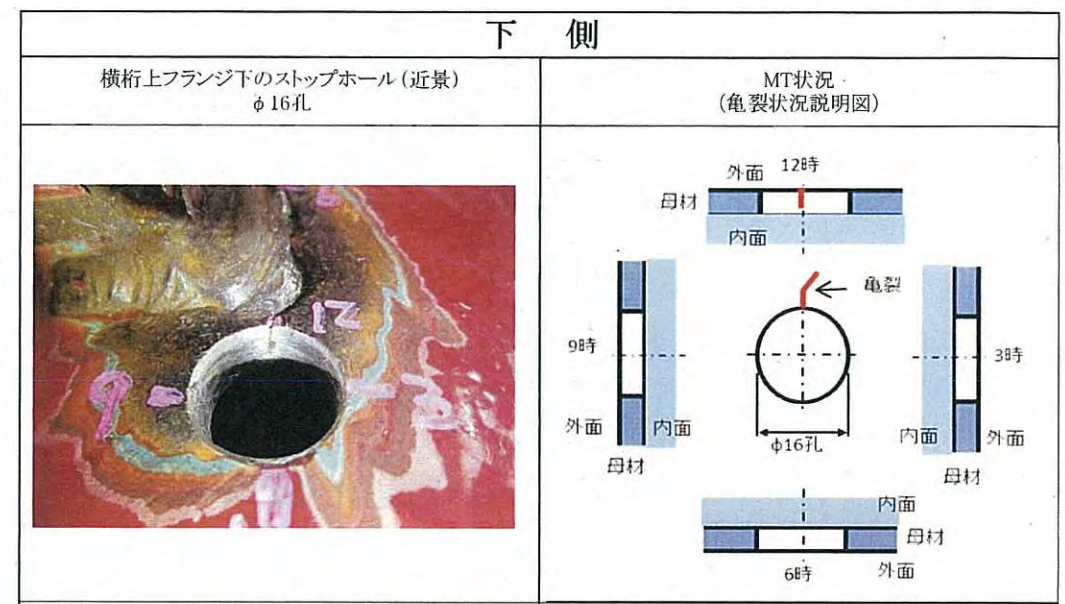 下 側
横桁上フランジ下のストップホール（近景）
φ16孔
MT状況
（亀裂状況説明図）
12
9
外面 12時
母材
内面
亀裂
9時
3時
外面 内面
φ16孔
内面 外面
母材
母材
内面
母材
6時 外面